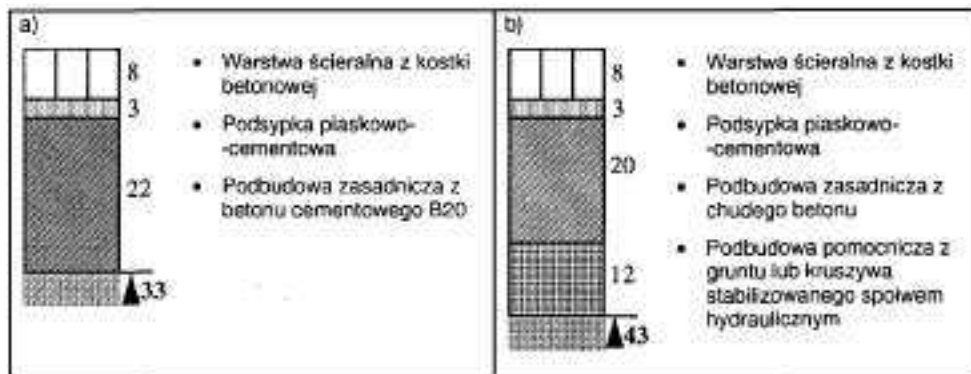 a)
8
3
22
33
• Warstwa ścieralna z kostki
betonowej
• Podsypka piaskowo-
-cementowa
• Podbudowa zasadnicza z
betonu cementowego B20
b)
8
3
20
12
43
• Warstwa ścieralna z kostki
betonowej
• Podsypka piaskowo-
-cementowa
• Podbudowa zasadnicza z
chudego betonu
• Podbudowa pomocnicza z
gruntu lub kruszywa
stabilizowanego spoiwem
hydraulicznym